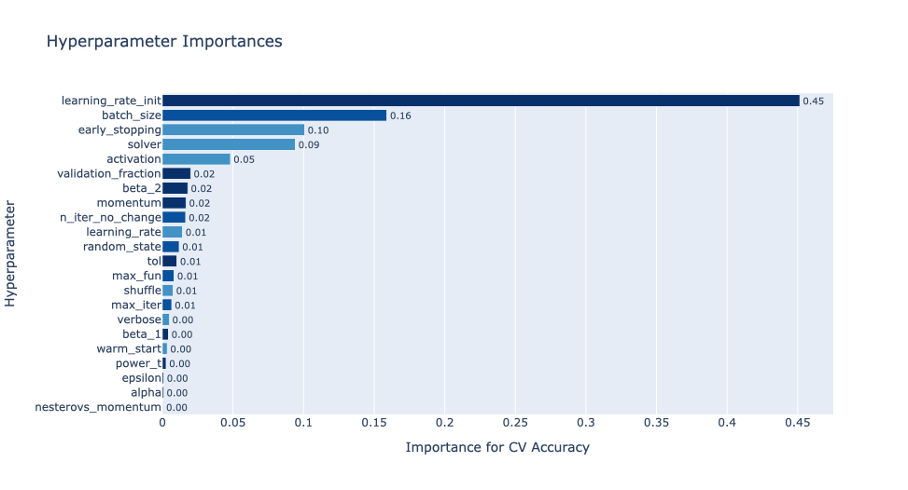 Hyperparameter Importances
Hyperparameter
learning_rate_init 0.45
batch_size 0.16
early_stopping 0.10
solver 0.09
activation 0.05
validation_fraction 0.02
beta_2 0.02
momentum 0.02
n_iter_no_change 0.02
learning_rate 0.01
random_state 0.01
tol 0.01
max_fun 0.01
shuffle 0.01
max_iter 0.01
verbose 0.00
beta_1 0.00
warm_start 0.00
power_t 0.00
epsilon 0.00
alpha 0.00
nesterovs_momentum 0.00
0 0.05 0.1 0.15 0.2 0.25 0.3 0.35 0.4 0.45
Importance for CV Accuracy